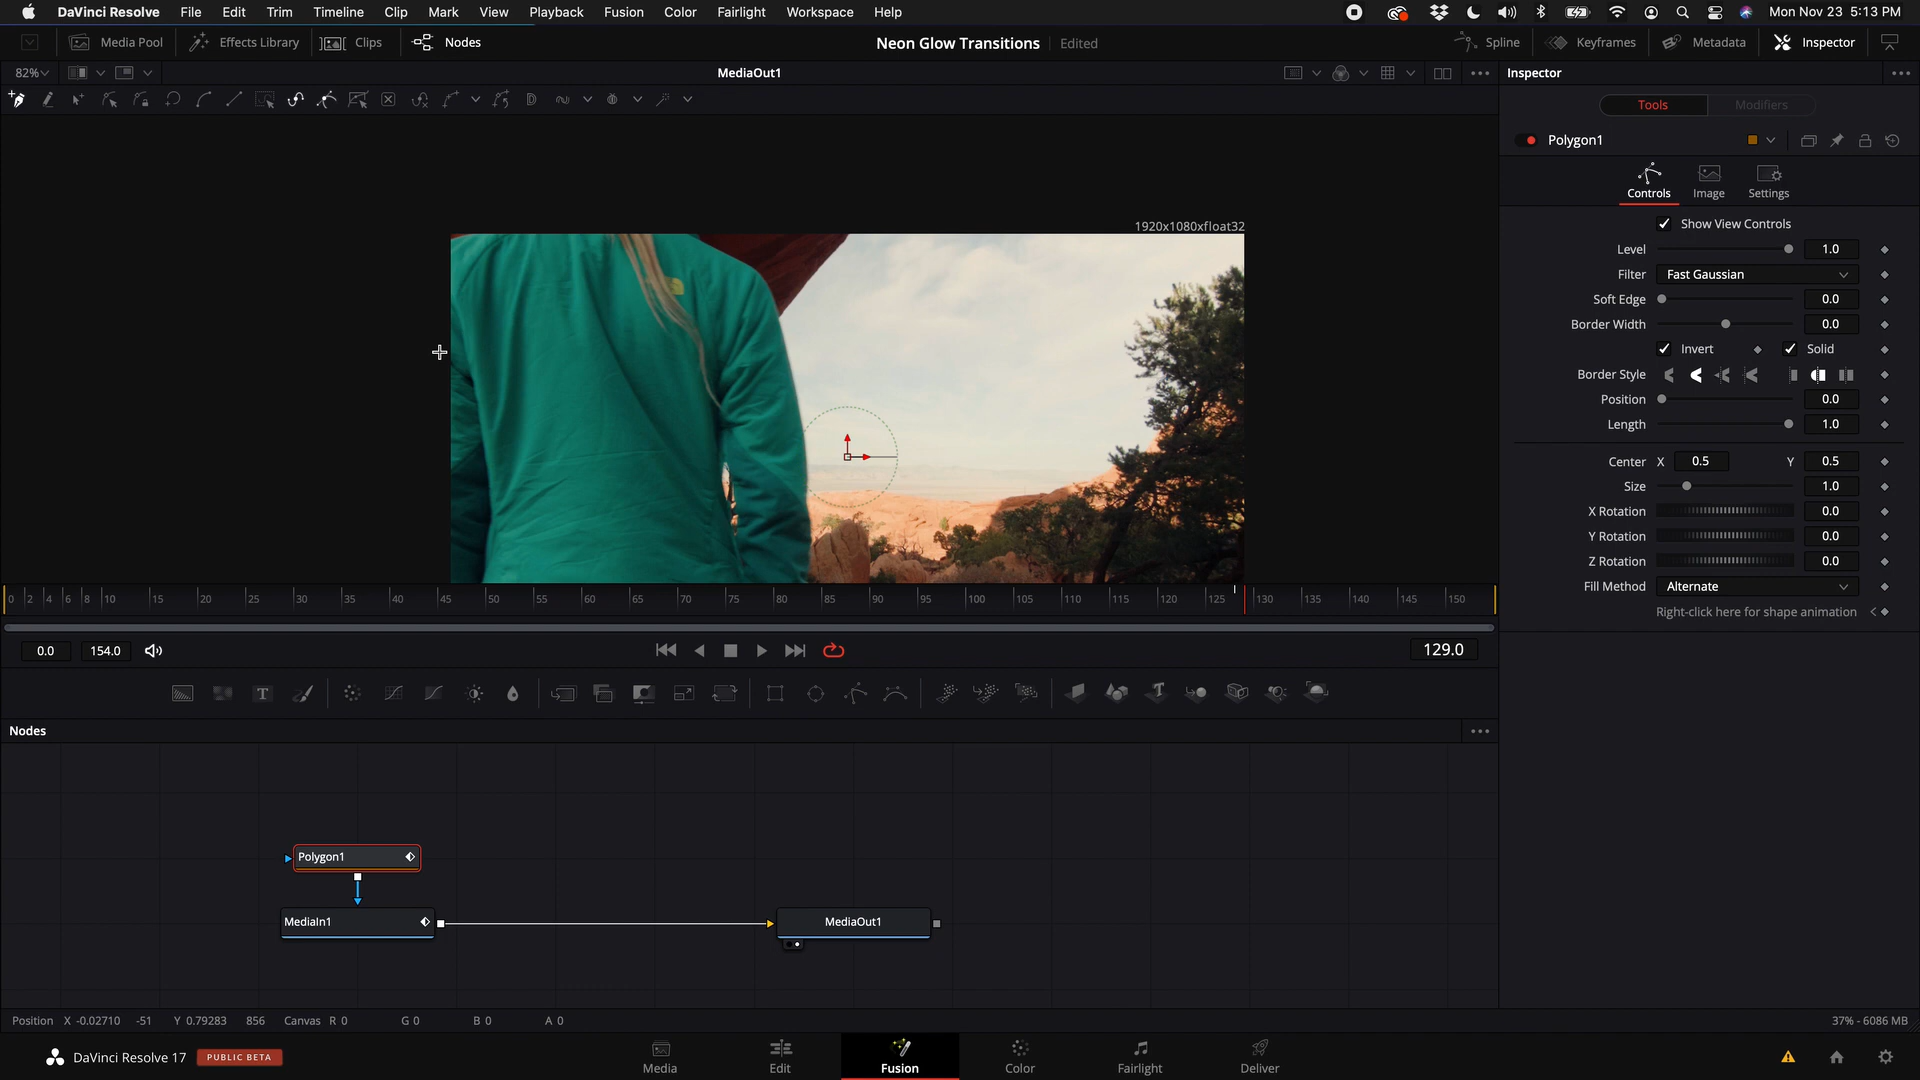 DaVinci Resolve File Edit Trim Timeline Clip Mark View Playback Fusion Color Fairlight Workspace Help Mon Nov 23 5:13 PM
Media Pool Effects Library Clips Nodes Neon Glow Transitions Edited Spline Keyframes Metadata Inspector
82% MediaOut1 Inspector
Tools Modifiers
Polygon1
Controls Image Settings
Show View Controls
Level 1.0
Filter Fast Gaussian
Soft Edge 0.0
Border Width 0.0
Invert Solid
Border Style
Position 0.0
Length 1.0
Center X 0.5 Y 0.5
Size 1.0
X Rotation 0.0
Y Rotation 0.0
Z Rotation 0.0
Fill Method Alternate
Right-click here for shape animation
1920x1080xfloat32
0 2 4 6 8 10 15 20 25 30 35 40 45 50 55 60 65 70 75 80 85 90 95 100 105 110 115 120 125 130 135 140 145 150
0.0 154.0 129.0
Nodes
Polygon1
MediaIn1 MediaOut1
Position X -0.02710 -51 Y 0.79283 856 Canvas R 0 G 0 B 0 A 0 37% - 6086 MB
DaVinci Resolve 17 PUBLIC BETA
Media Edit Fusion Color Fairlight Deliver